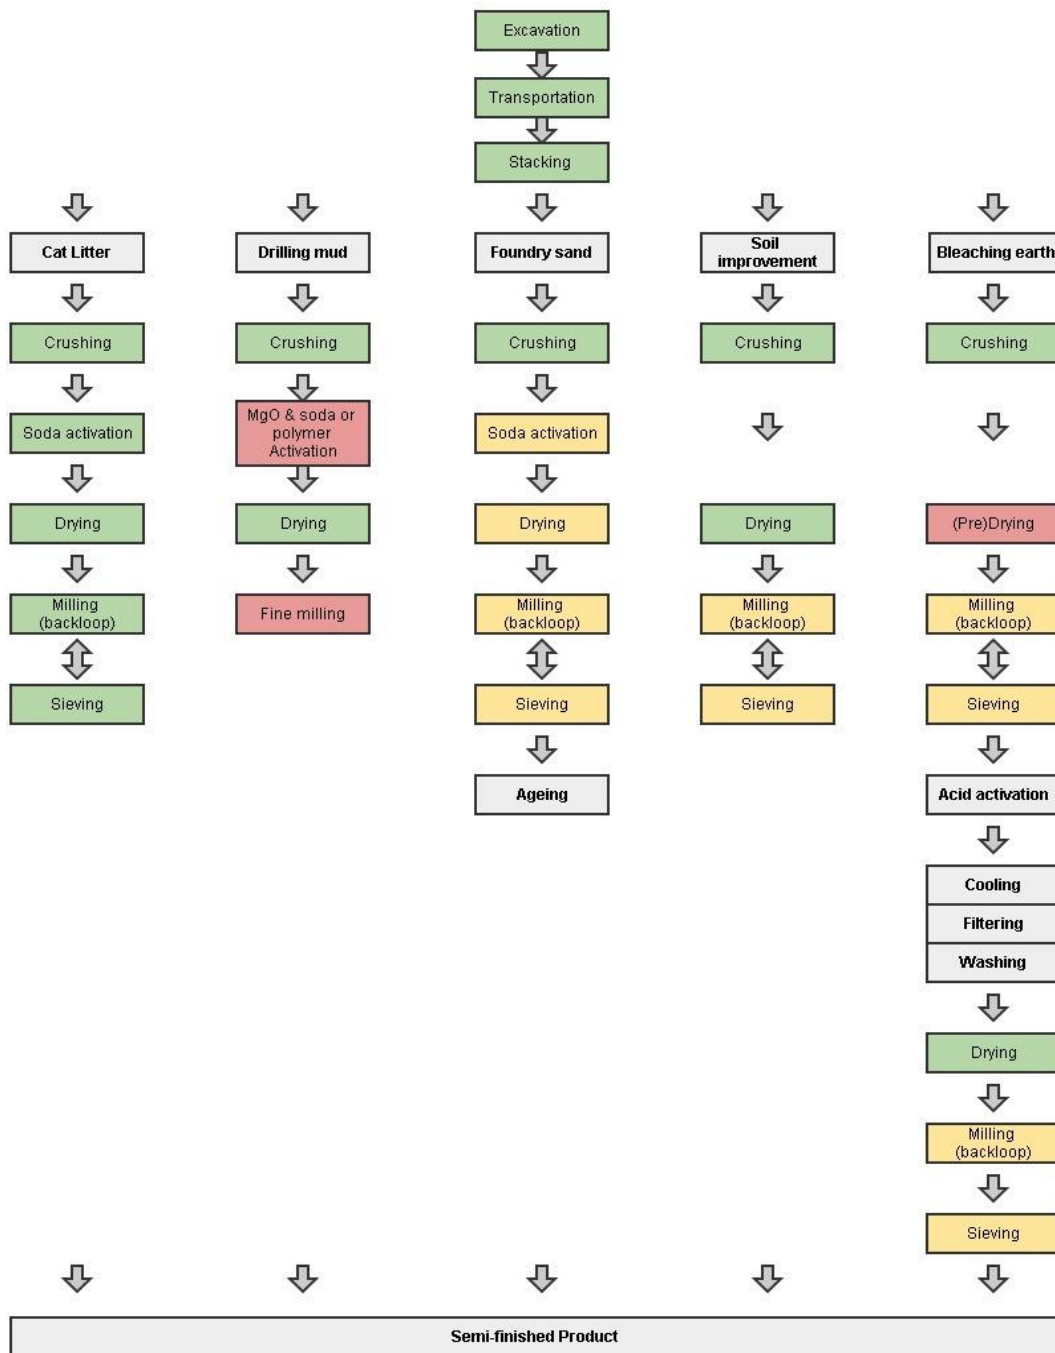 Excavation
Transportation
Stacking
Cat Litter
Drilling mud
Foundry sand
Soil
improvement
Bleaching earth
Crushing
Crushing
Crushing
Crushing
Crushing
Soda activation
MgO & soda or
polymer
Activation
Soda activation
Drying
Drying
Drying
Drying
(Pre)Drying
Milling
(backloop)
Fine milling
Milling
(backloop)
Milling
(backloop)
Milling
(backloop)
Sieving
Sieving
Sieving
Sieving
Ageing
Acid activation
Cooling
Filtering
Washing
Drying
Milling
(backloop)
Sieving
Semi-finished Product